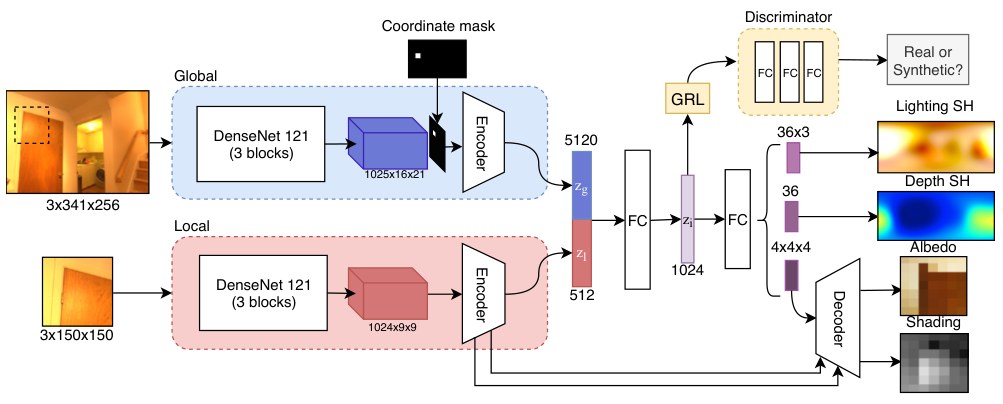 Coordinate mask
Discriminator
FC
FC
FC
Real or
Synthetic?
GRL
Global
DenseNet 121
(3 blocks)
1025x16x21
Encoder
3x341x256
5120
zg
zl
512
FC
zi
1024
FC
36x3
36
4x4x4
Lighting SH
Depth SH
Albedo
Shading
Decoder
Local
DenseNet 121
(3 blocks)
1024x9x9
Encoder
3x150x150